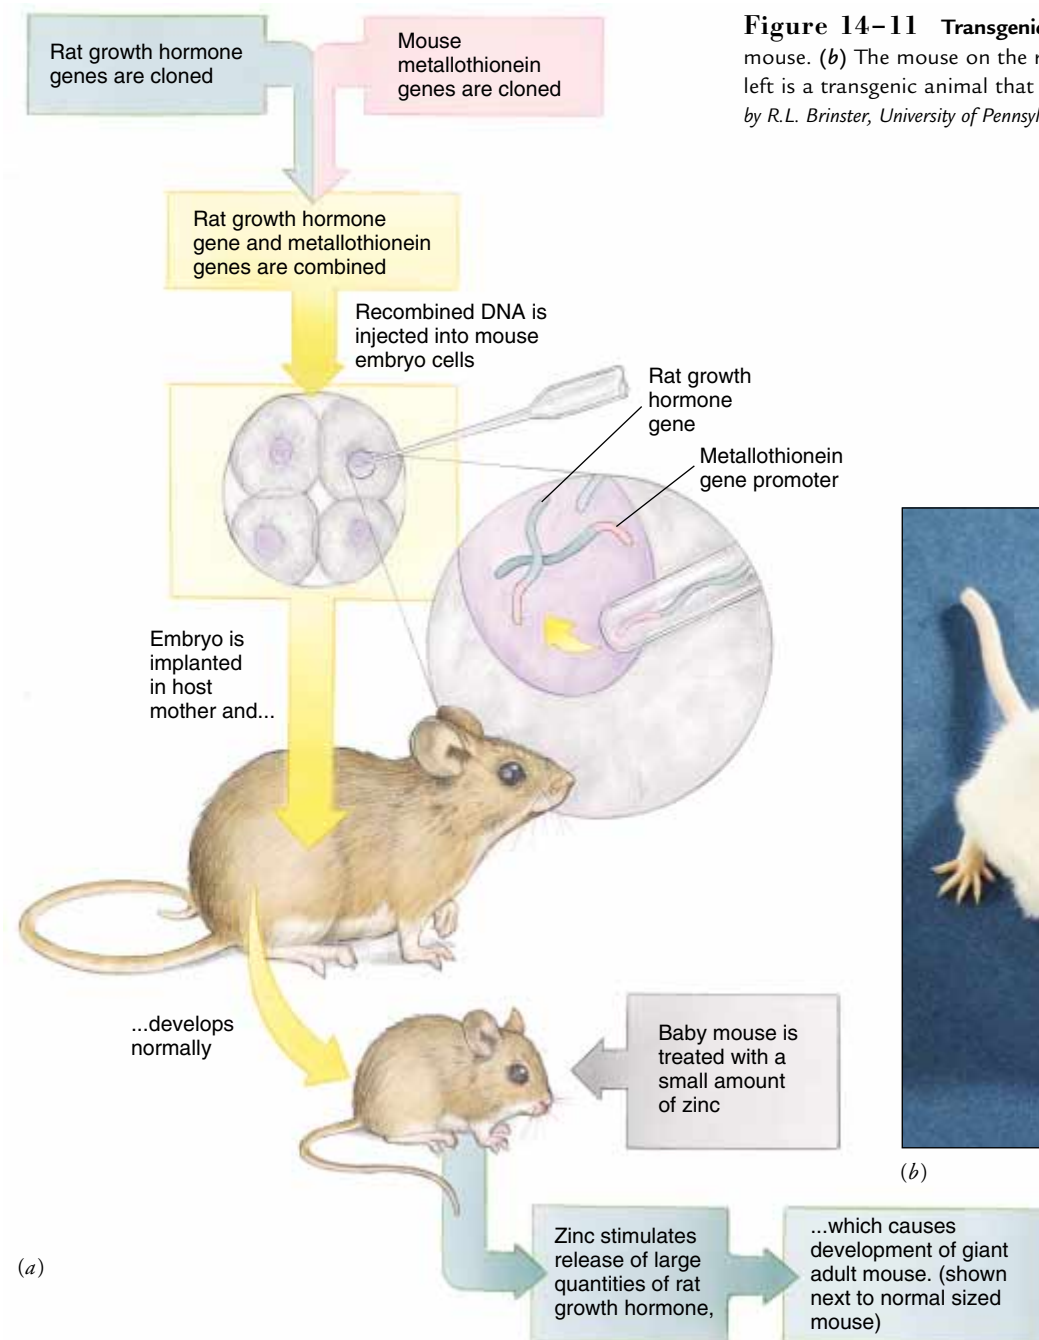 Figure 14–11 Transgenic
mouse. (b) The mouse on the
left is a transgenic animal that
by R.L. Brinster, University of
Rat growth hormone
genes are cloned
Mouse
metallothionein
genes are cloned
Rat growth hormone
gene and metallothionein
genes are combined
Recombined DNA is
injected into mouse
embryo cells
Rat growth
hormone
gene
Metallothionein
gene promoter
Embryo is
implanted
in host
mother and...
...develops
normally
Baby mouse is
treated with a
small amount
of zinc
(b)
Zinc stimulates
release of large
quantities of rat
growth hormone,
...which causes
development of giant
adult mouse. (shown
next to normal sized
mouse)
(a)